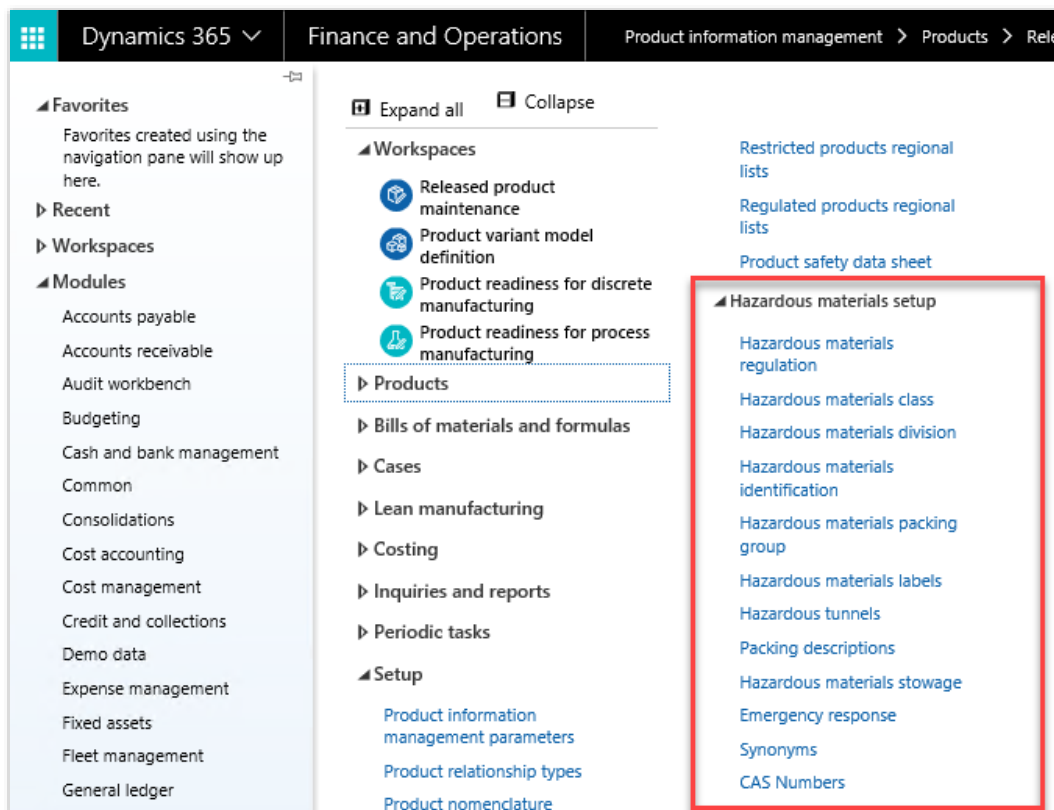 Dynamics 365
Finance and Operations
Product information management > Products > Rele
Favorites
Favorites created using the
navigation pane will show up
here.
Recent
Workspaces
Modules
Accounts payable
Accounts receivable
Audit workbench
Budgeting
Cash and bank management
Common
Consolidations
Cost accounting
Cost management
Credit and collections
Demo data
Expense management
Fixed assets
Fleet management
General ledger
Expand all
Collapse
Workspaces
Released product
maintenance
Product variant model
definition
Product readiness for discrete
manufacturing
Product readiness for process
manufacturing
Products
Bills of materials and formulas
Cases
Lean manufacturing
Costing
Inquiries and reports
Periodic tasks
Setup
Product information
management parameters
Product relationship types
Product nomenclature
Restricted products regional
lists
Regulated products regional
lists
Product safety data sheet
Hazardous materials setup
Hazardous materials
regulation
Hazardous materials class
Hazardous materials division
Hazardous materials
identification
Hazardous materials packing
group
Hazardous materials labels
Hazardous tunnels
Packing descriptions
Hazardous materials stowage
Emergency response
Synonyms
CAS Numbers